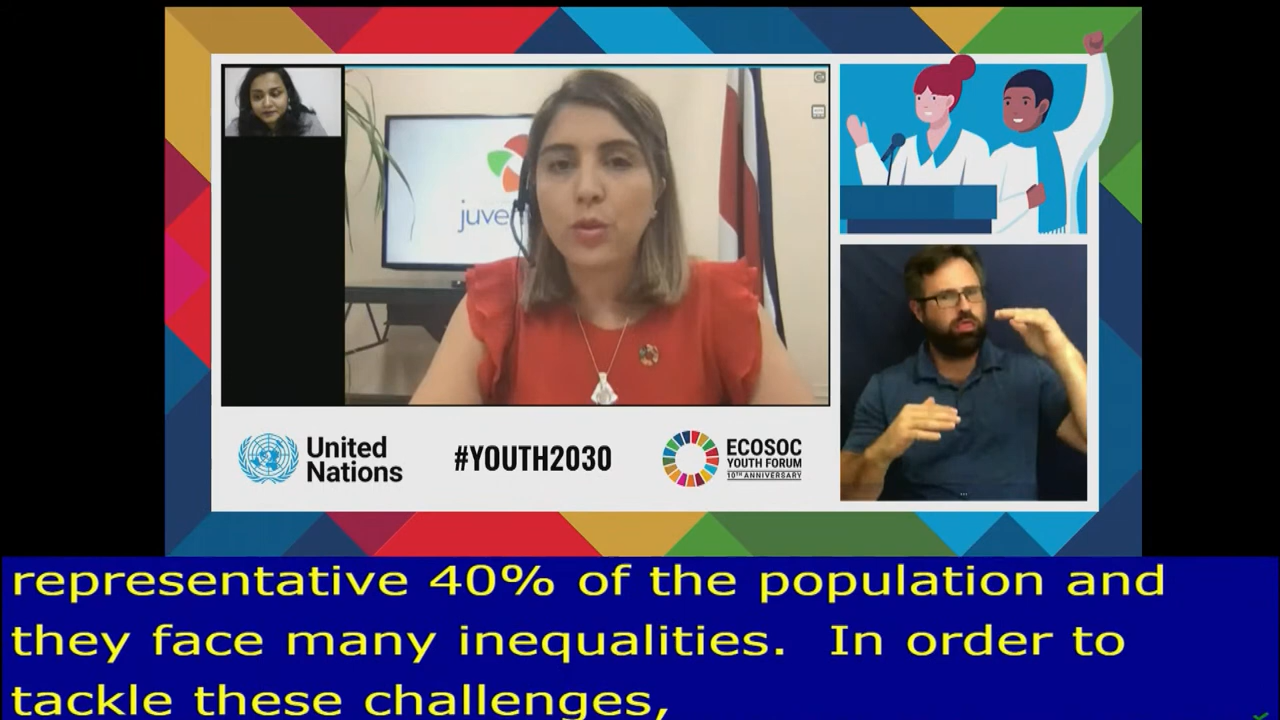 juve
United
Nations
#YOUTH2030
ECOSOC
YOUTH FORUM
10TH ANNIVERSARY
representative 40% of the population and
they face many inequalities.  In order to
tackle these challenges,